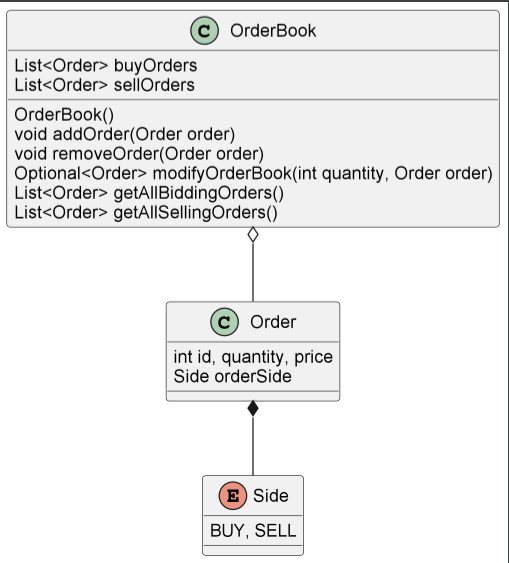 C OrderBook
List<Order> buyOrders
List<Order> sellOrders
OrderBook()
void addOrder(Order order)
void removeOrder(Order order)
Optional<Order> modifyOrderBook(int quantity, Order order)
List<Order> getAllBiddingOrders()
List<Order> getAllSellingOrders()
C Order
int id, quantity, price
Side orderSide
E Side
BUY, SELL